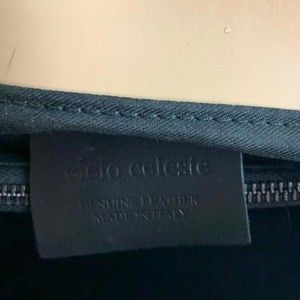 cielo celeste
GENUINE LEATHER
MADE IN ITALY